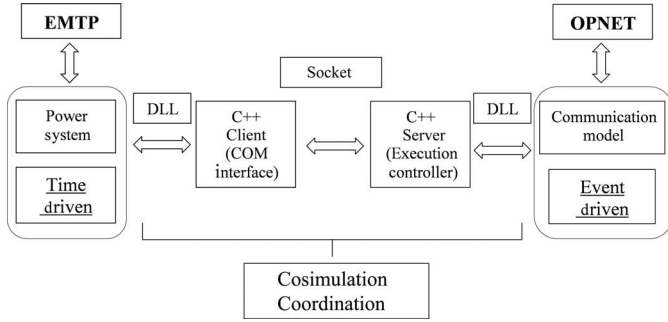 EMTP
OPNET
Socket
DLL
DLL
Power
system
C++
Client
(COM
interface)
C++
Server
(Execution
controller)
Communication
model
Time
driven
Event
driven
Cosimulation
Coordination